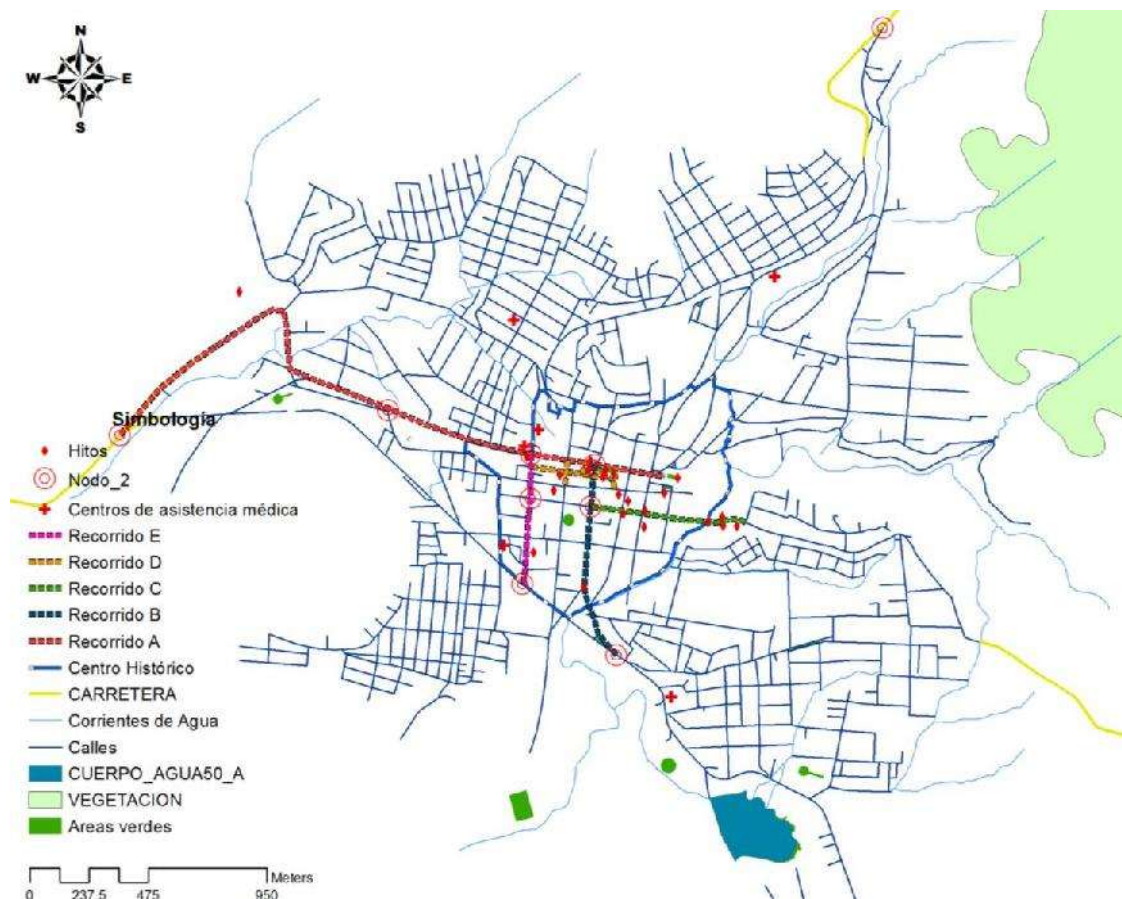 N
W E
S
Simbología
Hitos
Nodo_2
Centros de asistencia médica
Recorrido E
Recorrido D
Recorrido C
Recorrido B
Recorrido A
Centro Histórico
CARRETERA
Corrientes de Agua
Calles
CUERPO_AGUA50_A
VEGETACION
Areas verdes
Meters
0 237.5 475 950